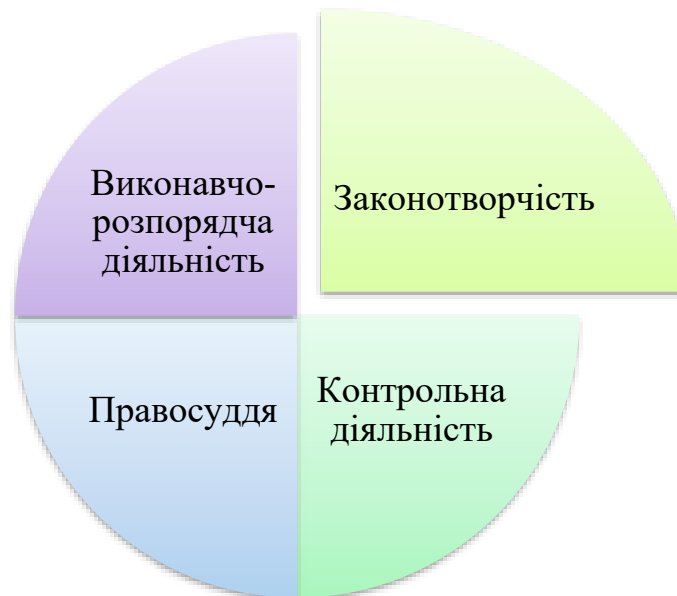 Виконавчо-
розпорядча
діяльність
Законотворчість
Правосуддя
Контрольна
діяльність